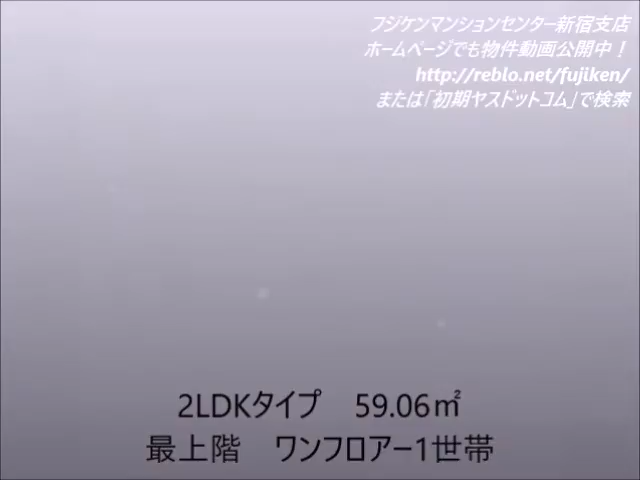 フジケンマンションセンター新宿支店
ホームページでも物件動画公開中！
http://reblo.net/fujiken/
または「初期ヤスドットコム」で検索
2LDKタイプ　59.06㎡
最上階　ワンフロアー1世帯